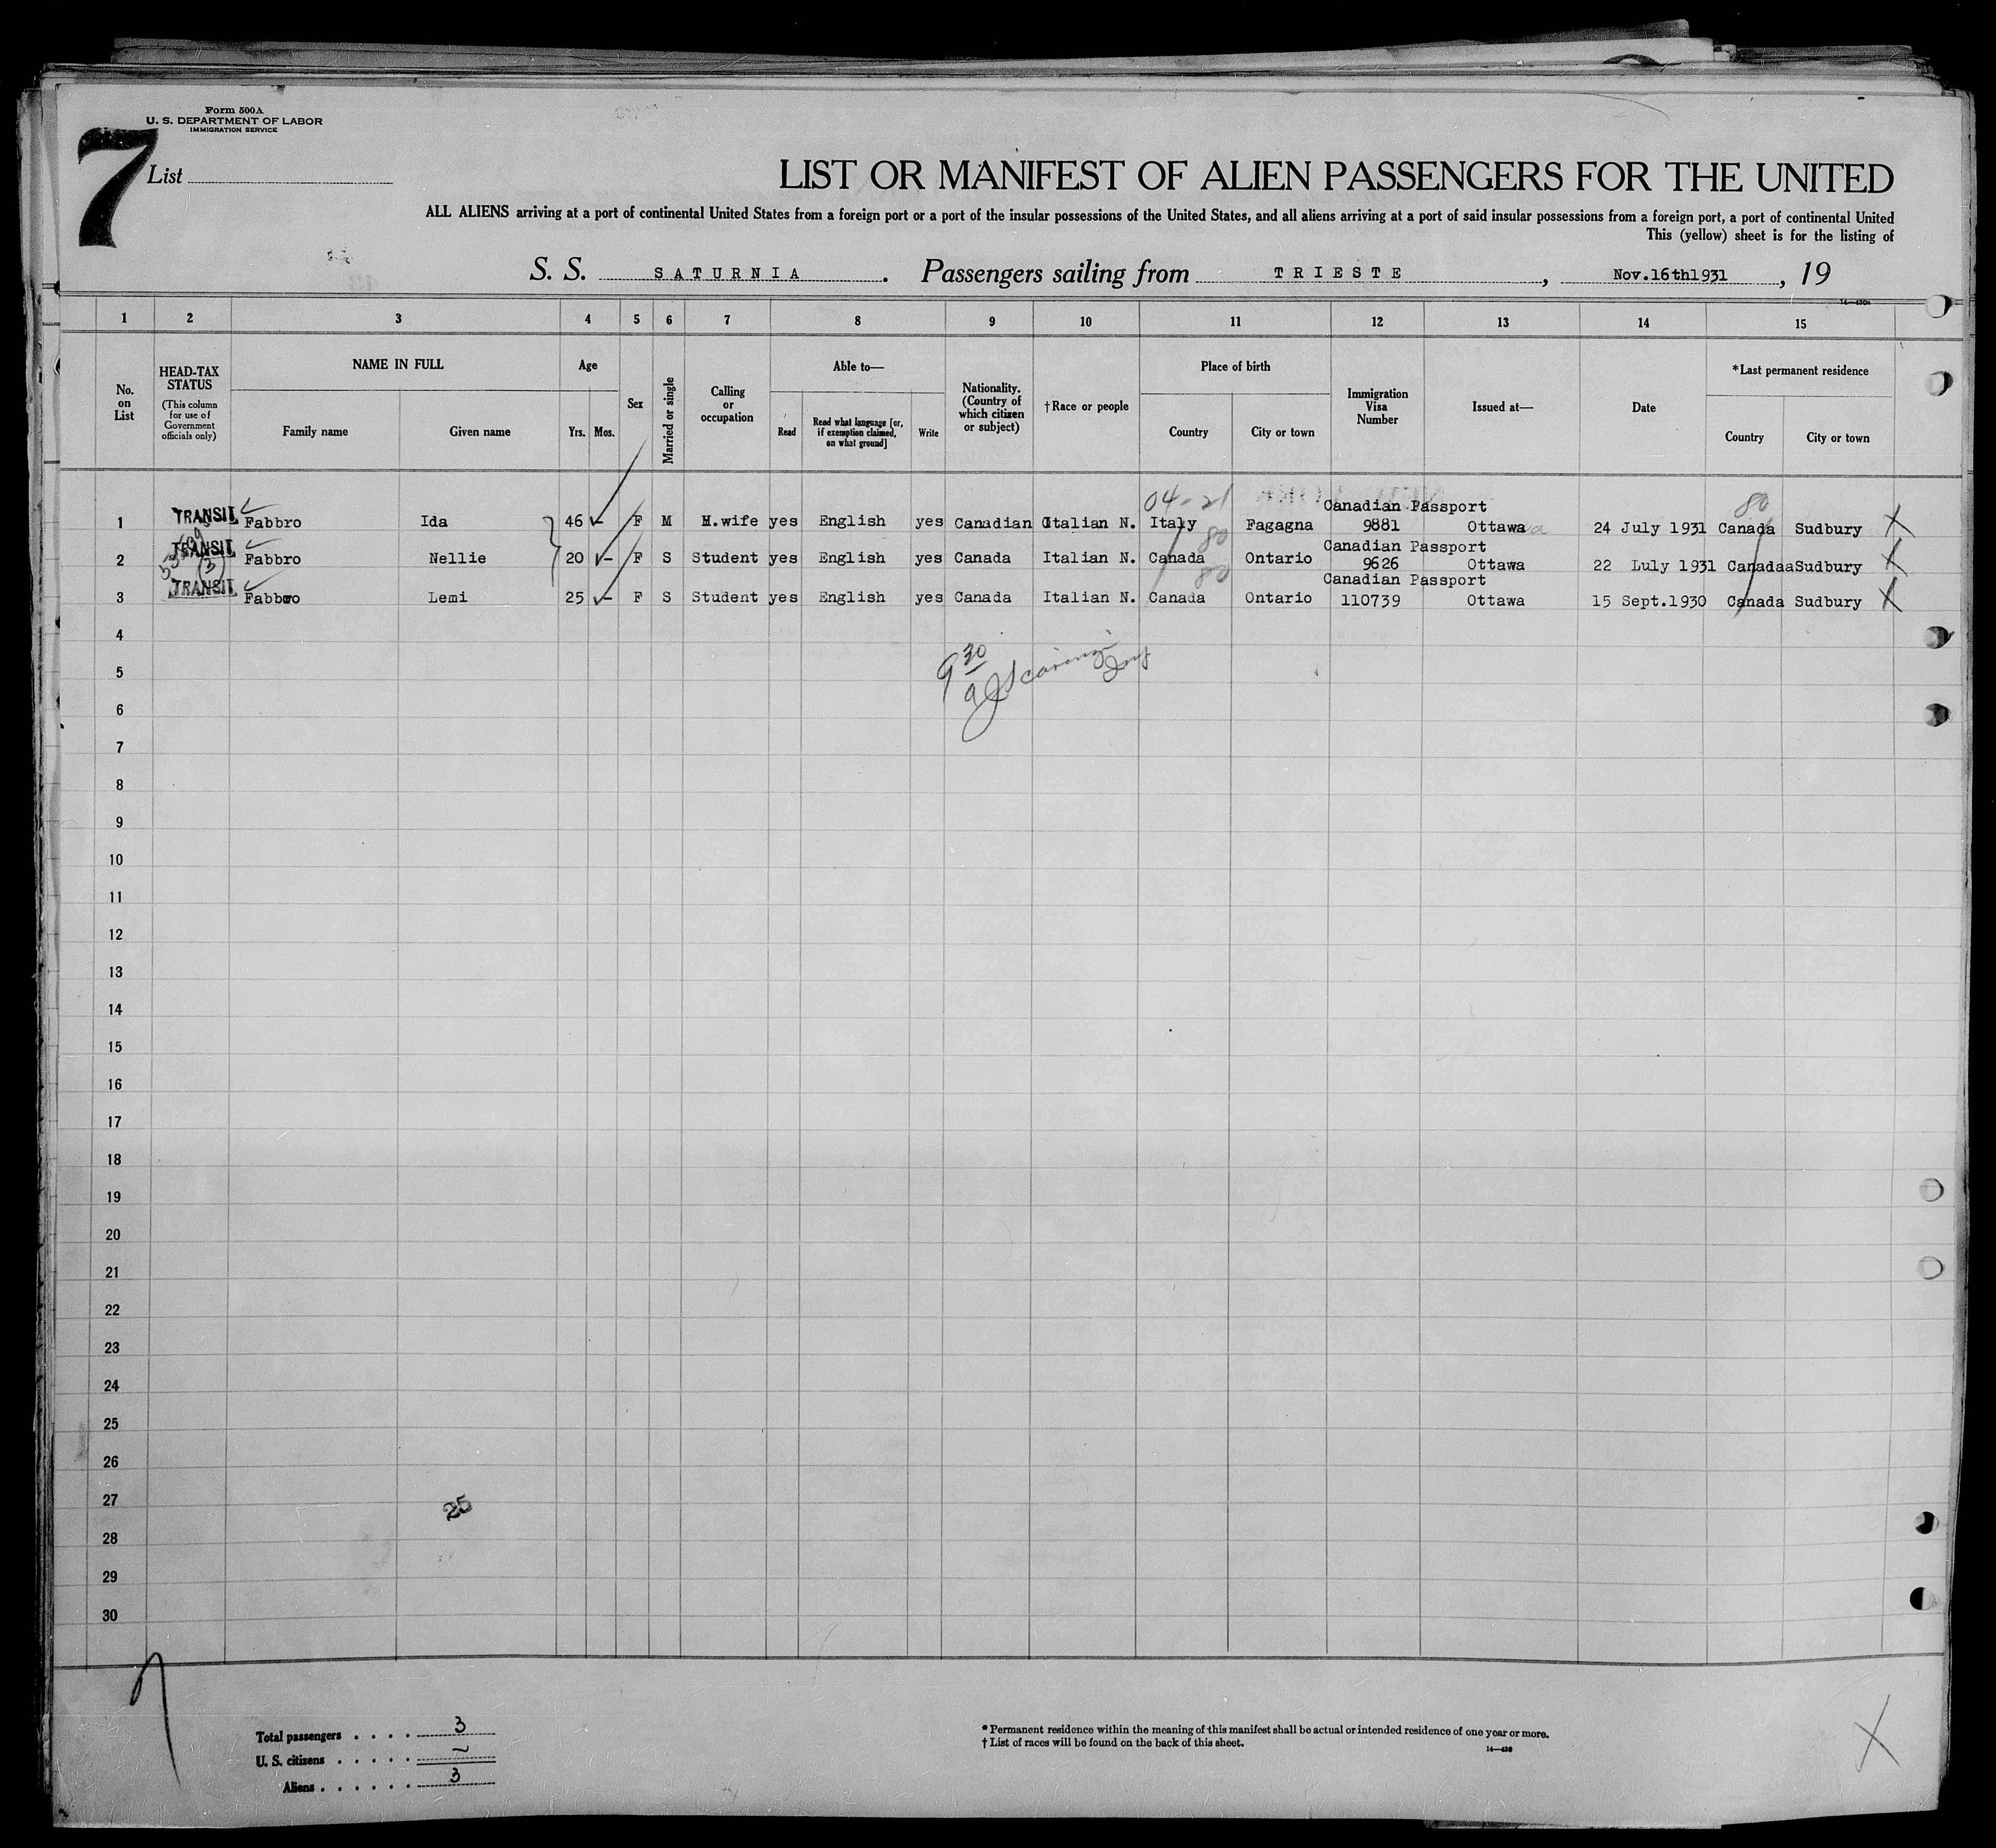 Form 500A
U. S. DEPARTMENT OF LABOR
IMMIGRATION SERVICE
7
List
LIST OR MANIFEST OF ALIEN PASSENGERS FOR THE UNITED
ALL ALIENS arriving at a port of continental United States from a foreign port or a port of the insular possessions of the United States, and all aliens arriving at a port of said insular possessions from a foreign port, a port of continental United
This (yellow) sheet is for the listing of
S. S. SATURNIA. Passengers sailing from TRIESTE, Nov.16th1931, 19
1 2 3 4 5 6 7 8 9 10 11 12 13 14 15
No. on List
HEAD-TAX STATUS
(This column for use of Government officials only)
NAME IN FULL
Family name Given name
Age
Yrs. Mos.
Sex
Married or single
Calling or occupation
Able to—
Read
Read what language [or, if exemption claimed, on what ground]
Write
Nationality. (Country of which citizen or subject)
†Race or people
Place of birth
Country City or town
Immigration Visa Number
Issued at—
Date
*Last permanent residence
Country City or town
04-21 80
Canadian Passport
1 TRANSIT Fabbro Ida 46 - F M H.wife yes English yes Canadian Italian N. Italy Fagagna 9881 Ottawa 24 July 1931 Canada Sudbury X
80
Canadian Passport
2 TRANSIT Fabbro Nellie 20 - F S Student yes English yes Canada Italian N. Canada Ontario 9626 Ottawa 22 Luly 1931 CanadaaSudbury X
(3)
80
Canadian Passport
3 TRANSIT Fabbro Lemi 25 - F S Student yes English yes Canada Italian N. Canada Ontario 110739 Ottawa 15 Sept.1930 Canada Sudbury X
4
5
6
7
8
9
10
11
12
13
14
15
16
17
18
19
20
21
22
23
24
25
26
27
28
29
30
930
25
Total passengers . . . . 3
U. S. citizens . . . . . -
Aliens . . . . . . 3
* Permanent residence within the meaning of this manifest shall be actual or intended residence of one year or more.
† List of races will be found on the back of this sheet.
14—430
X